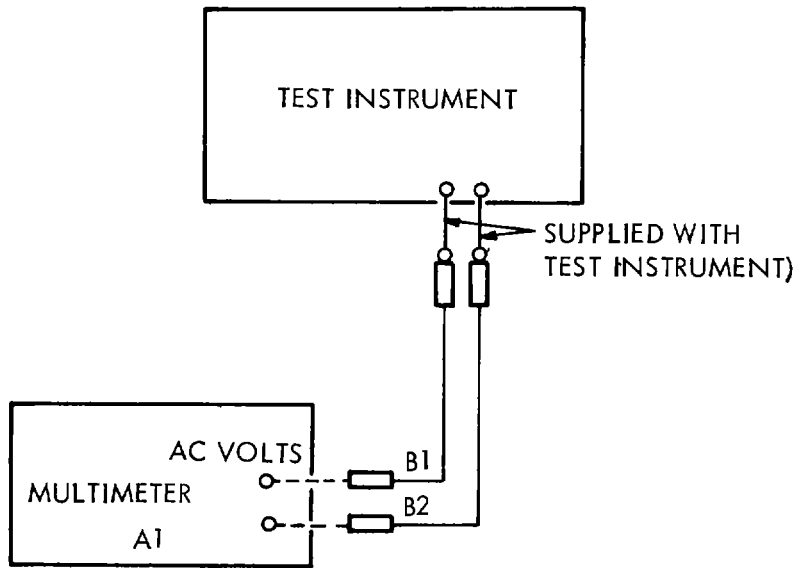 TEST INSTRUMENT
SUPPLIED WITH
TEST INSTRUMENT)
AC VOLTS
MULTIMETER
A1
B1
B2